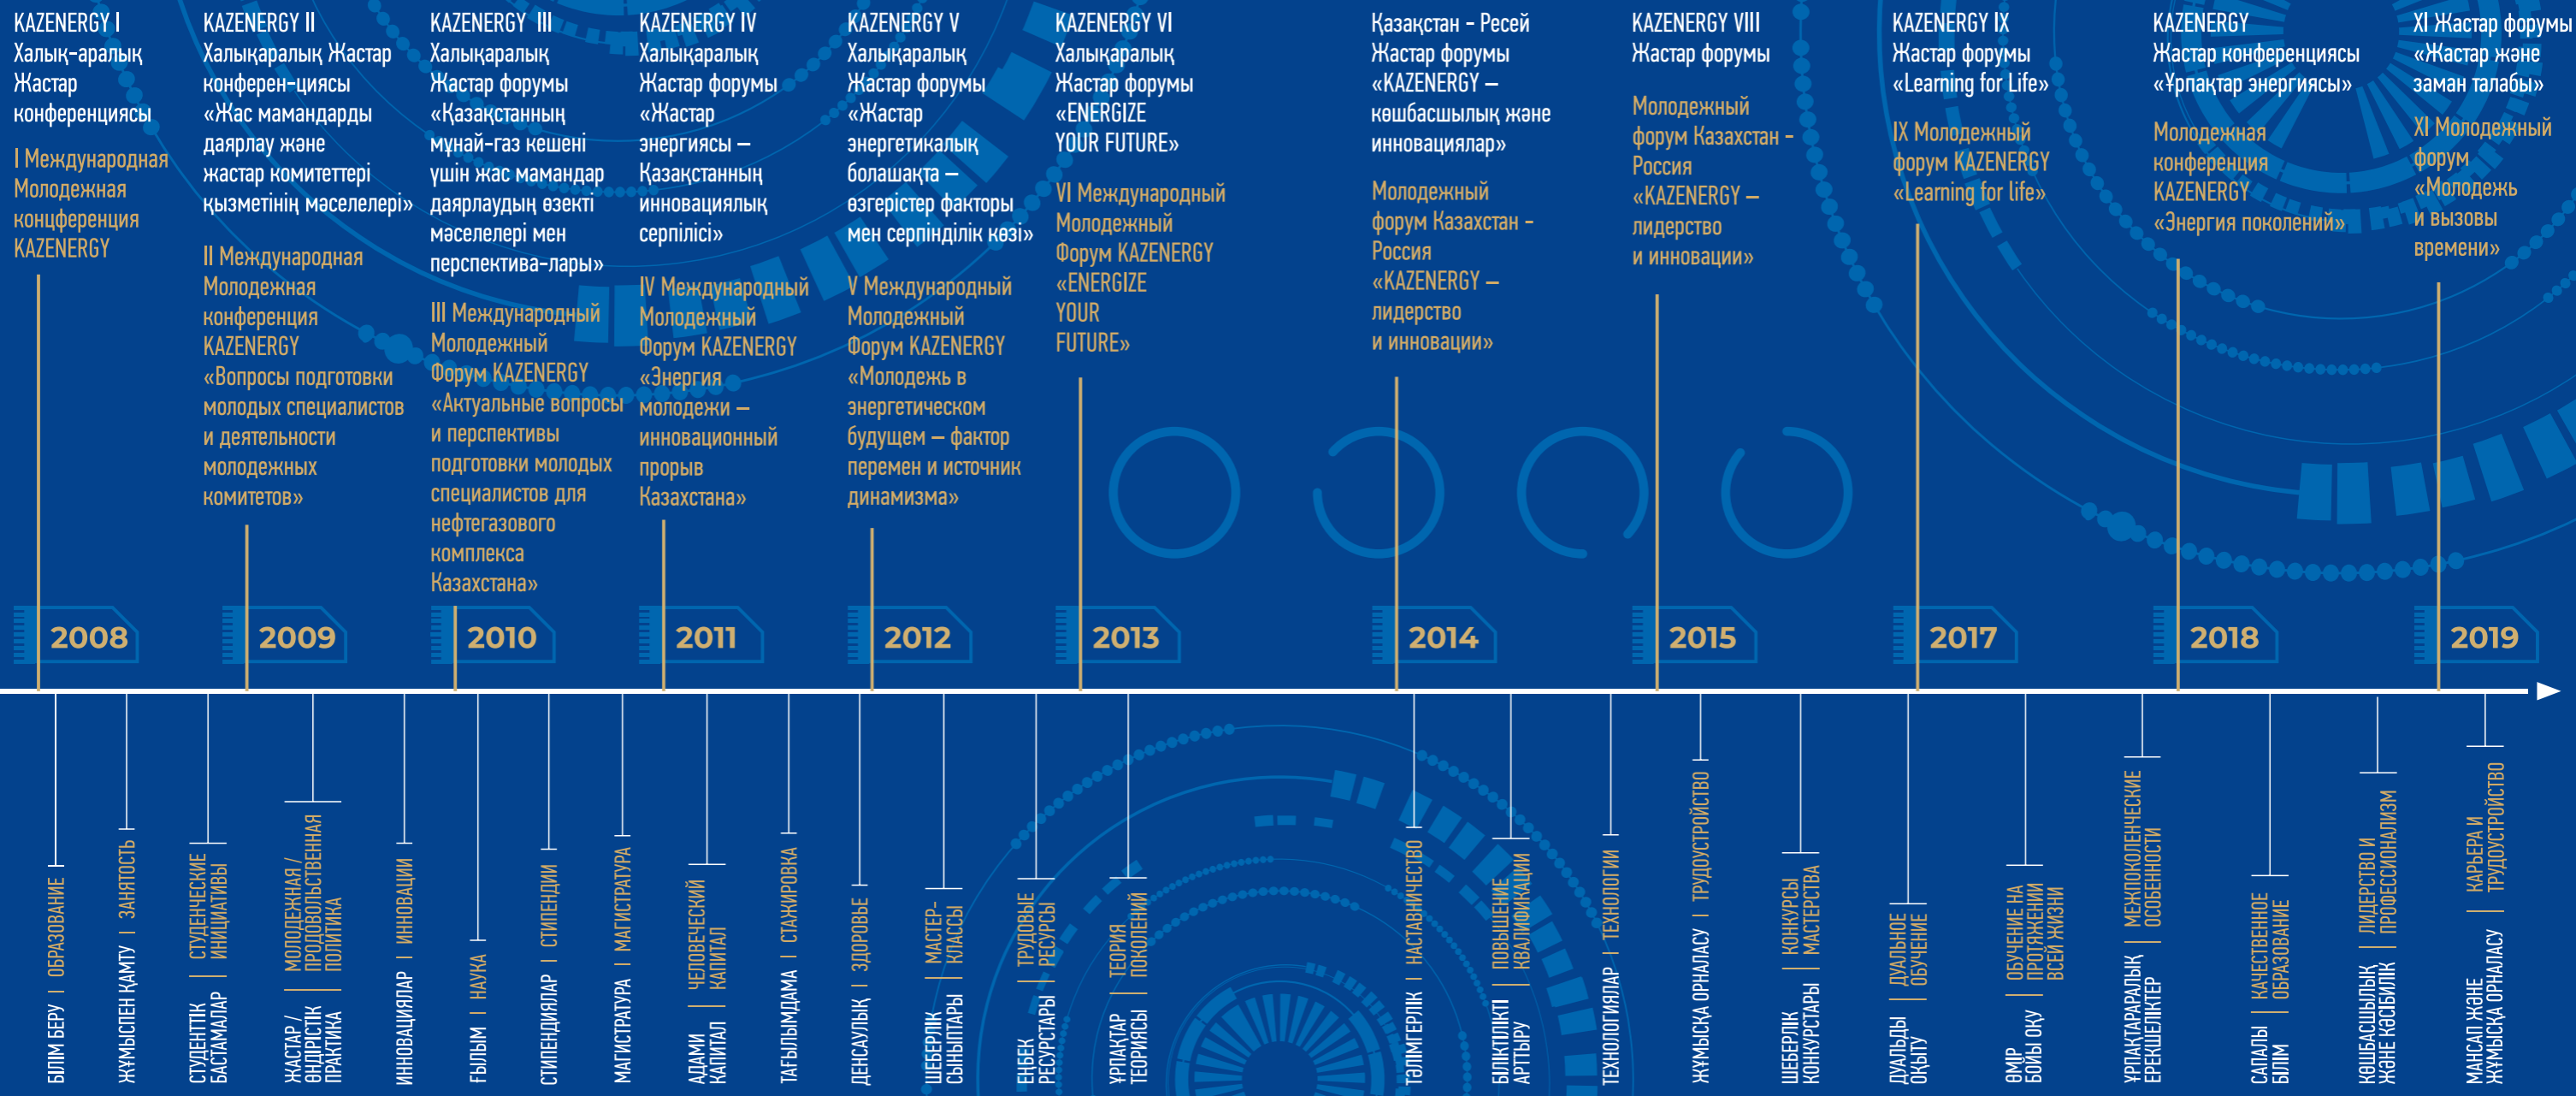 KAZENERGY I
Халық-аралық
Жастар
конференциясы
I Международная
Молодежная
концференция
KAZENERGY
2008
KAZENERGY II
Халықаралық Жастар
конферен-циясы
«Жас мамандарды
даярлау және
жастар комитеттері
қызметінің мәселелері»
II Международная
Молодежная
конференция
KAZENERGY
«Вопросы подготовки
молодых специалистов
и деятельности
молодежных
комитетов»
2009
KAZENERGY III
Халықаралық
Жастар форумы
«Қазақстанның
мұнай-газ кешені
үшін жас мамандар
даярлаудың өзекті
мәселелері мен
перспектива-лары»
III Международный
Молодежный
Форум KAZENERGY
«Актуальные вопросы
и перспективы
подготовки молодых
специалистов для
нефтегазового
комплекса
Казахстана»
2010
KAZENERGY IV
Халықаралық
Жастар форумы
«Жастар
энергиясы –
Қазақстанның
инновациялық
серпілісі»
IV Международный
Молодежный
Форум KAZENERGY
«Энергия
молодежи –
инновационный
прорыв
Казахстана»
2011
KAZENERGY V
Халықаралық
Жастар форумы
«Жастар
энергетикалық
болашақта –
өзгерістер факторы
мен серпінділік көзі»
V Международный
Молодежный
Форум KAZENERGY
«Молодежь в
энергетическом
будущем – фактор
перемен и источник
динамизма»
2012
KAZENERGY VI
Халықаралық
Жастар форумы
«ENERGIZE
YOUR FUTURE»
VI Международный
Молодежный
Форум KAZENERGY
«ENERGIZE
YOUR
FUTURE»
2013
Қазақстан - Ресей
Жастар форумы
«KAZENERGY –
көшбасшылық және
инновациялар»
Молодежный
форум Казахстан -
Россия
«KAZENERGY –
лидерство
и инновации»
2014
KAZENERGY VIII
Жастар форумы
Молодежный
форум Казахстан -
Россия
«KAZENERGY –
лидерство
и инновации»
2015
KAZENERGY IX
Жастар форумы
«Learning for Life»
IX Молодежный
форум KAZENERGY
«Learning for life»
2017
KAZENERGY
Жастар конференциясы
«Ұрпақтар энергиясы»
Молодежная
конференция
KAZENERGY
«Энергия поколений»
2018
XI Жастар форумы
«Жастар және
заман талабы»
XI Молодежный
форум
«Молодежь
и вызовы
времени»
2019
БІЛІМ БЕРУ | ОБРАЗОВАНИЕ
ЖҰМЫСПЕН ҚАМТУ | ЗАНЯТОСТЬ
СТУДЕНТТІК | СТУДЕНЧЕСКИЕ
БАСТАМАЛАР | ИНИЦИАТИВЫ
ЖАСТАР / | МОЛОДЕЖНАЯ /
ӨНДІРІСТІК | ПРОДОВОЛЬСТВЕННАЯ
ПРАКТИКА | ПОЛИТИКА
ИННОВАЦИЯЛАР | ИННОВАЦИИ
ҒЫЛЫМ | НАУКА
СТИПЕНДИЯЛАР | СТИПЕНДИИ
МАГИСТРАТУРА | МАГИСТРАТУРА
АДАМИ | ЧЕЛОВЕЧЕСКИЙ
КАПИТАЛ | КАПИТАЛ
ТАҒЫЛЫМДАМА | СТАЖИРОВКА
ДЕНСАУЛЫҚ | ЗДОРОВЬЕ
ШЕБЕРЛІК | МАСТЕР-
СЫНЫПТАРЫ | КЛАССЫ
ЕҢБЕК | ТРУДОВЫЕ
РЕСУРСТАРЫ | РЕСУРСЫ
ҰРПАҚТАР | ТЕОРИЯ
ТЕОРИЯСЫ | ПОКОЛЕНИЙ
ТӘЛІМГЕРЛІК | НАСТАВНИЧЕСТВО
БІЛІКТІЛІКТІ | ПОВЫШЕНИЕ
АРТТЫРУ | КВАЛИФИКАЦИИ
ТЕХНОЛОГИЯЛАР | ТЕХНОЛОГИИ
ЖҰМЫСҚА ОРНАЛАСУ | ТРУДОУСТРОЙСТВО
ШЕБЕРЛІК | КОНКУРСЫ
КОНКУРСТАРЫ | МАСТЕРСТВА
ДУАЛЬДЫ | ДУАЛЬНОЕ
ОҚЫТУ | ОБУЧЕНИЕ
ӨМІР | ОБУЧЕНИЕ НА
БОЙЫ ОҚУ | ПРОТЯЖЕНИИ
ВСЕЙ ЖИЗНИ
ҰРПАҚТАРАРАЛЫҚ | МЕЖПОКОЛЕНЧЕСКИЕ
ЕРЕКШЕЛІКТЕР | ОСОБЕННОСТИ
САПАЛЫ | КАЧЕСТВЕННОЕ
БІЛІМ | ОБРАЗОВАНИЕ
КӨШБАСШЫЛЫҚ | ЛИДЕРСТВО И
ЖӘНЕ КӘСІБИЛІК | ПРОФЕССИОНАЛИЗМ
МАНСАП ЖӘНЕ | КАРЬЕРА И
ЖҰМЫСҚА ОРНАЛАСУ | ТРУДОУСТРОЙСТВО